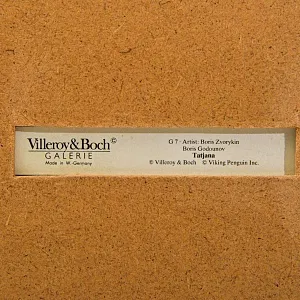 Villeroy & Boch©
GALERIE
Made in W. Germany
G 7 · Artist: Boris Zvorykin
Boris Godounov
Tatjana
© Villeroy & Boch © Viking Penguin Inc.